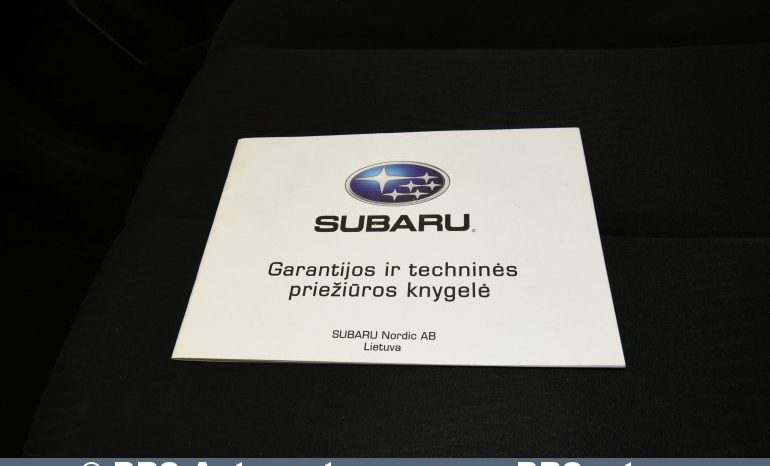 SUBARU
Garantijos ir techninės
priežiūros knygelė
SUBARU Nordic AB
Lietuva